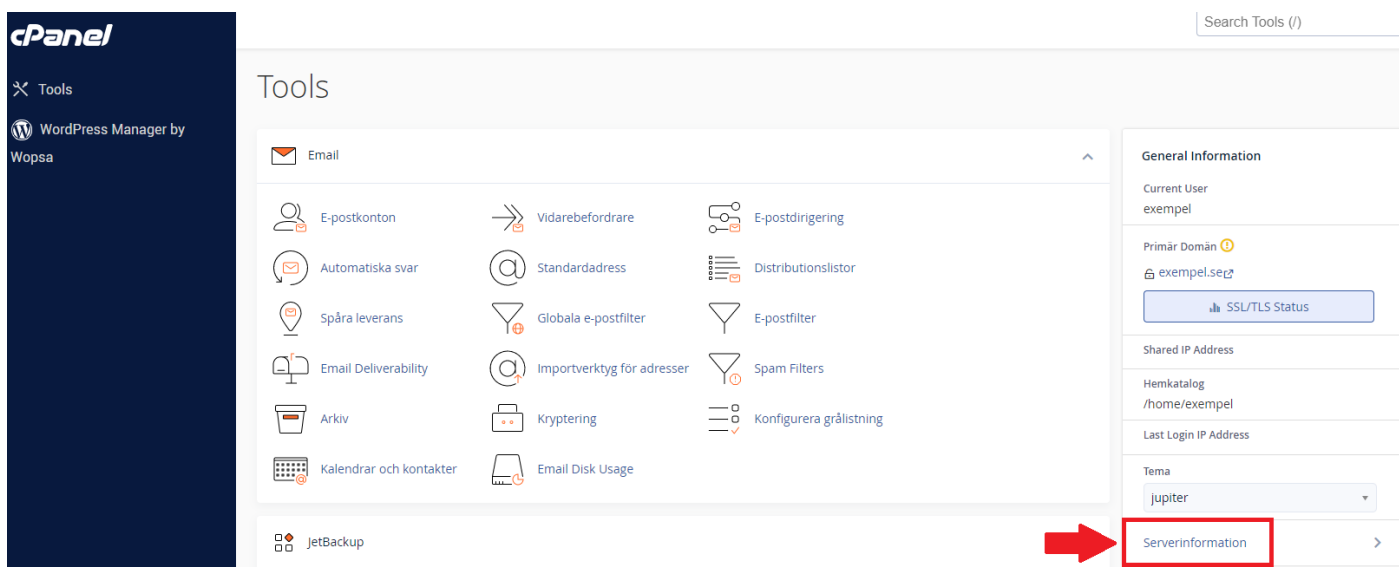 cPanel
Search Tools (/)
Tools
WordPress Manager by
Wopsa
Tools
Email
E-postkonton
Vidarebefordrare
E-postdirigering
Automatiska svar
Standardadress
Distributionslistor
Spåra leverans
Globala e-postfilter
E-postfilter
Email Deliverability
Importverktyg för adresser
Spam Filters
Arkiv
Kryptering
Konfigurera grålistning
Kalendrar och kontakter
Email Disk Usage
JetBackup
General Information
Current User
exempel
Primär Domän
exempel.se
SSL/TLS Status
Shared IP Address
Hemkatalog
/home/exempel
Last Login IP Address
Tema
jupiter
Serverinformation